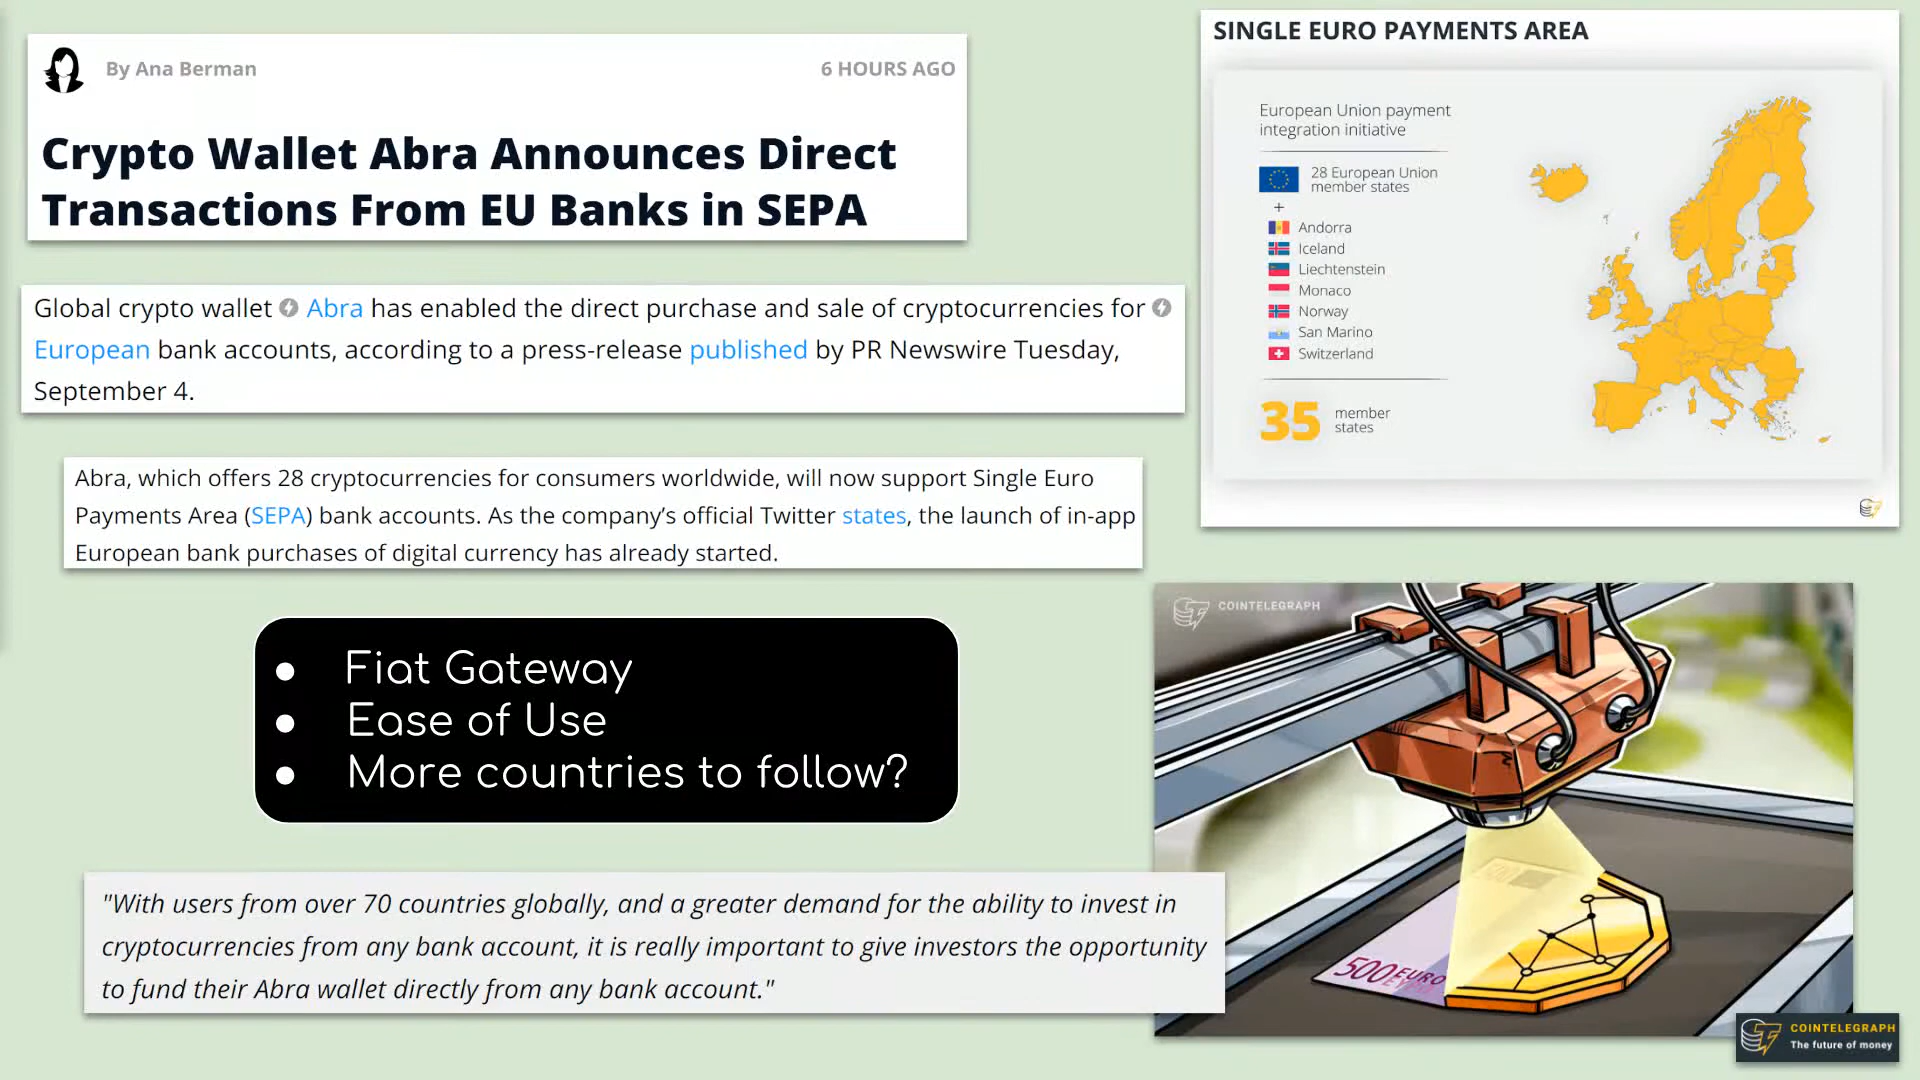 By Ana Berman
6 HOURS AGO
Crypto Wallet Abra Announces Direct
Transactions From EU Banks in SEPA
Global crypto wallet Abra has enabled the direct purchase and sale of cryptocurrencies for
European bank accounts, according to a press-release published by PR Newswire Tuesday,
September 4.
Abra, which offers 28 cryptocurrencies for consumers worldwide, will now support Single Euro
Payments Area (SEPA) bank accounts. As the company’s official Twitter states, the launch of in-app
European bank purchases of digital currency has already started.
• Fiat Gateway
• Ease of Use
• More countries to follow?
"With users from over 70 countries globally, and a greater demand for the ability to invest in
cryptocurrencies from any bank account, it is really important to give investors the opportunity
to fund their Abra wallet directly from any bank account."
SINGLE EURO PAYMENTS AREA
European Union payment
integration initiative
28 European Union
member states
+
Andorra
Iceland
Liechtenstein
Monaco
Norway
San Marino
Switzerland
35 member
states
COINTELEGRAPH
500 EURO
COINTELEGRAPH
The future of money